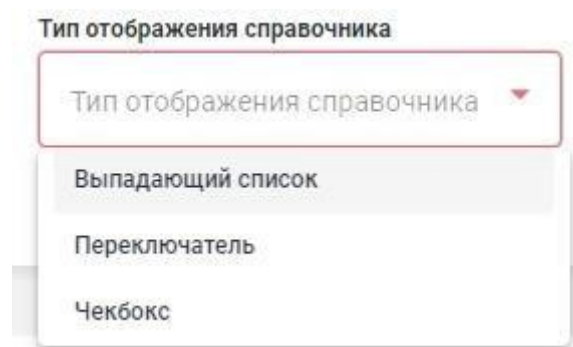 Тип отображения справочника
Тип отображения справочника
Выпадающий список
Переключатель
Чекбокс